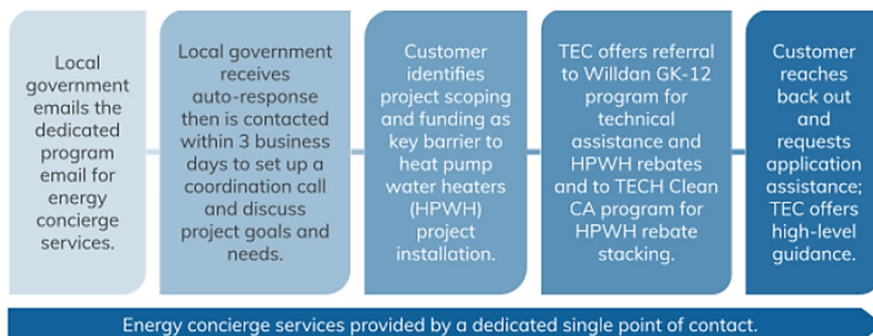 Local
government
emails the
dedicated
program
email for
energy
concierge
services.
Local government
receives
auto-response
then is contacted
within 3 business
days to set up a
coordination call
and discuss
project goals and
needs.
Customer
identifies
project scoping
and funding as
key barrier to
heat pump
water heaters
(HPWH)
project
installation.
TEC offers referral
to Willdan GK-12
program for
technical
assistance and
HPWH rebates
and to TECH Clean
CA program for
HPWH rebate
stacking.
Customer
reaches
back out
and
requests
application
assistance;
TEC offers
high-level
guidance.
Energy concierge services provided by a dedicated single point of contact.